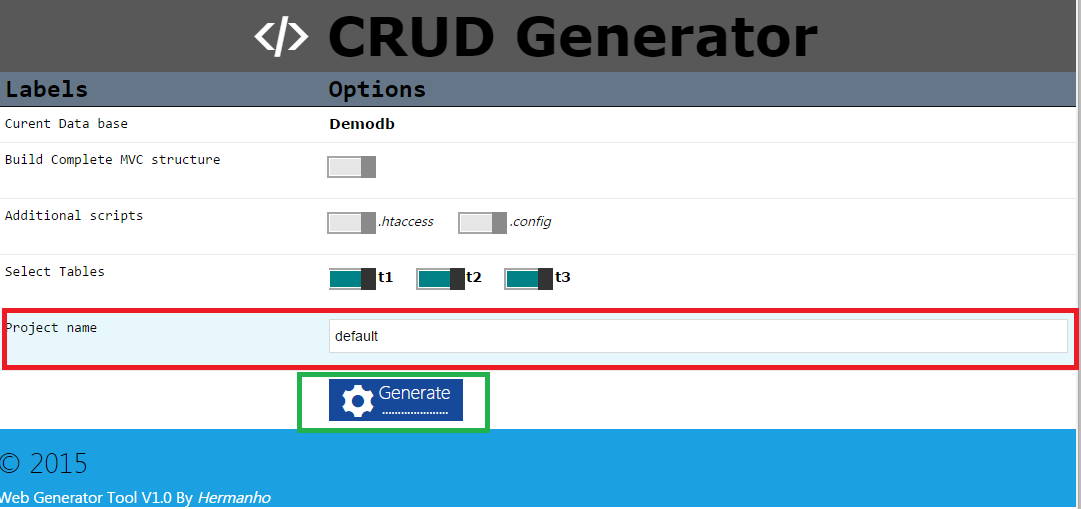 </> CRUD Generator
Labels Options
Curent Data base Demodb
Build Complete MVC structure
Additional scripts .htaccess .config
Select Tables t1 t2 t3
Project name default
Generate
© 2015
Web Generator Tool V1.0 By Hermanho